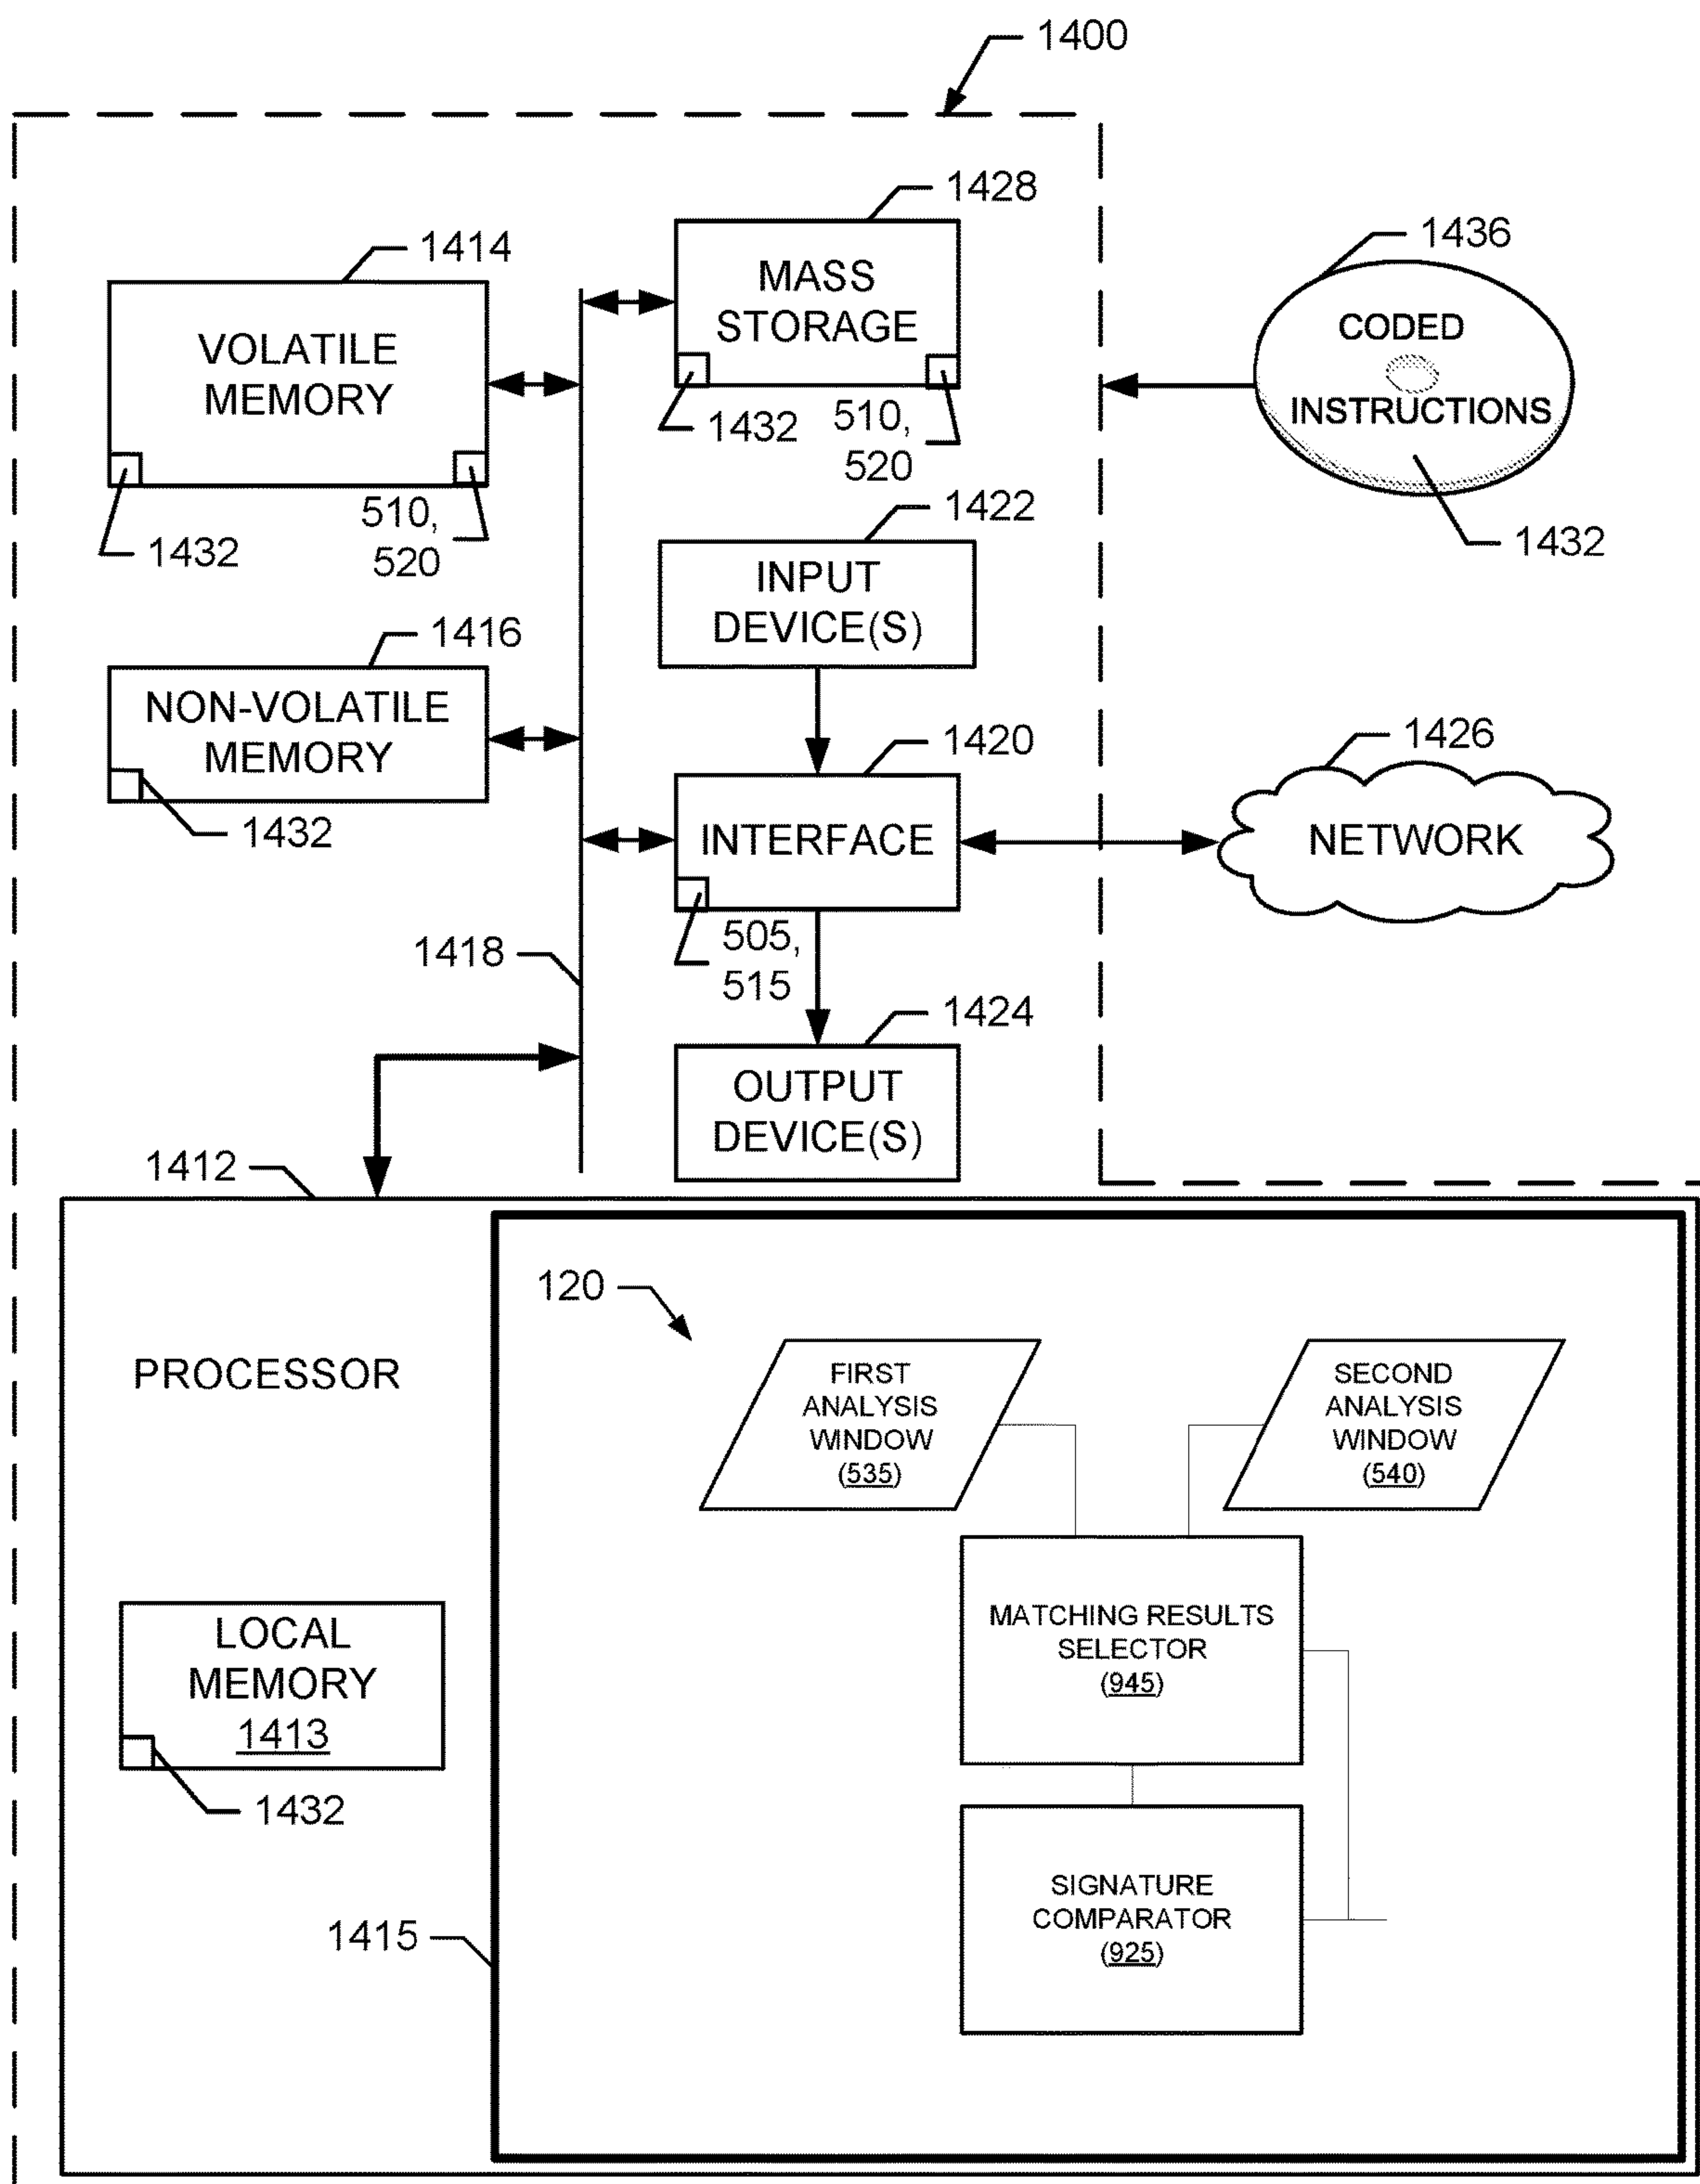 1400
1428
MASS
STORAGE
1432
510,
520
1414
VOLATILE
MEMORY
1432
510,
520
1436
CODED
INSTRUCTIONS
1432
1422
INPUT
DEVICE(S)
1416
NON-VOLATILE
MEMORY
1432
1420
INTERFACE
505,
515
1426
NETWORK
1418
1424
OUTPUT
DEVICE(S)
1412
PROCESSOR
LOCAL
MEMORY
1413
1432
1415
120
FIRST
ANALYSIS
WINDOW
(535)
SECOND
ANALYSIS
WINDOW
(540)
MATCHING RESULTS
SELECTOR
(945)
SIGNATURE
COMPARATOR
(925)